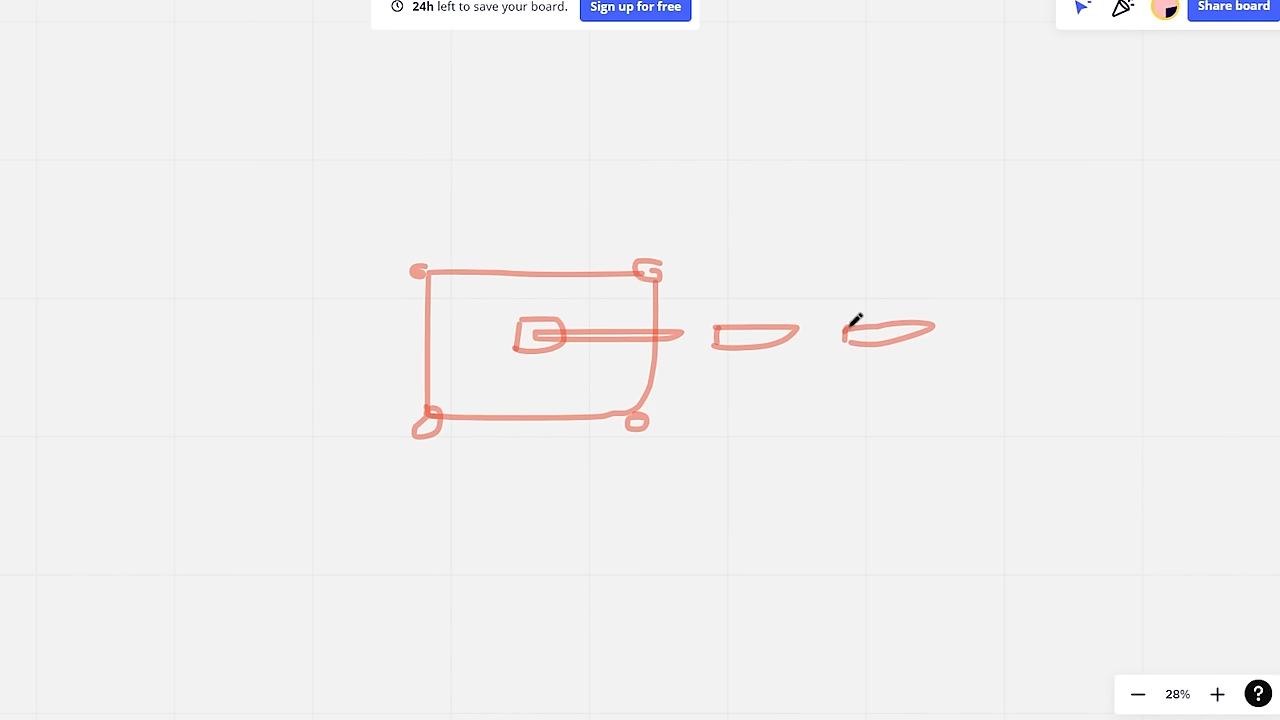 24h left to save your board.
Sign up for free
Share board
28%
?